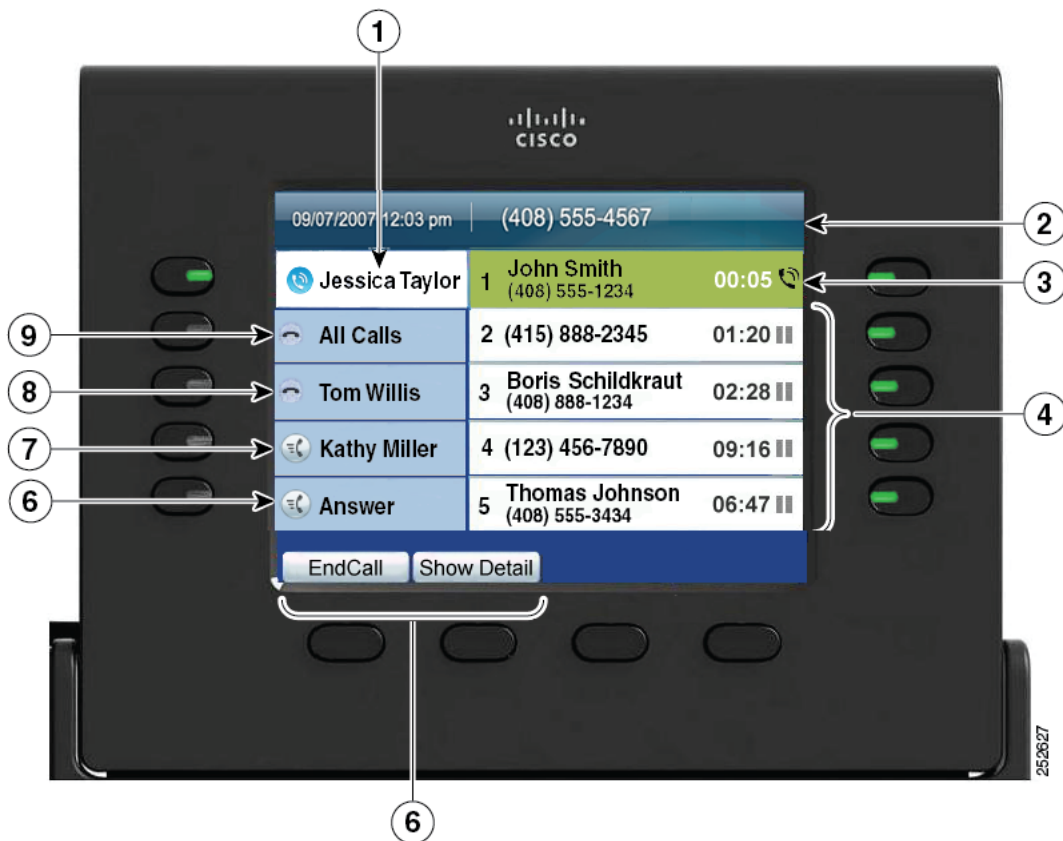 1
CISCO
09/07/2007 12:03 pm (408) 555-4567
2
Jessica Taylor
1 John Smith
(408) 555-1234
00:05
3
9
All Calls
2 (415) 888-2345 01:20
8
Tom Willis
3 Boris Schildkraut
(408) 888-1234
02:28
4
7
Kathy Miller
4 (123) 456-7890 09:16
6
Answer
5 Thomas Johnson
(408) 555-3434
06:47
EndCall Show Detail
6
252627